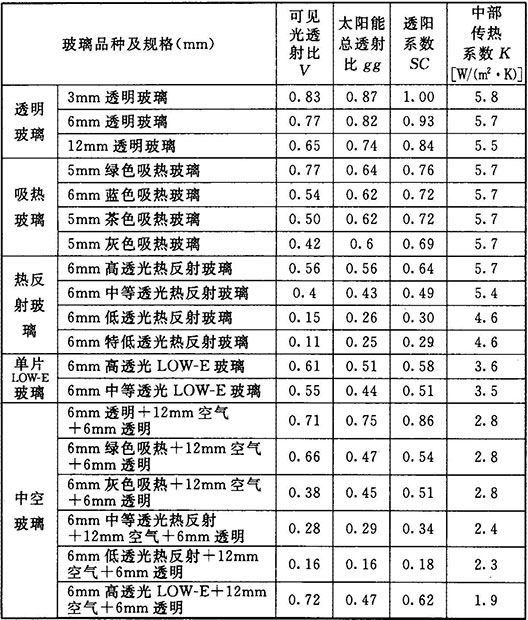 玻璃品种及规格(mm) 可见光透射比 V 太阳能总透射比 gg 透阳系数 SC 中部传热系数 K [W/(m²·K)]
透明玻璃
3mm 透明玻璃 0.83 0.87 1.00 5.8
6mm 透明玻璃 0.77 0.82 0.93 5.7
12mm 透明玻璃 0.65 0.74 0.84 5.5
吸热玻璃
5mm 绿色吸热玻璃 0.77 0.64 0.76 5.7
6mm 蓝色吸热玻璃 0.54 0.62 0.72 5.7
5mm 茶色吸热玻璃 0.50 0.62 0.72 5.7
5mm 灰色吸热玻璃 0.42 0.6 0.69 5.7
热反射玻璃
6mm 高透光热反射玻璃 0.56 0.56 0.64 5.7
6mm 中等透光热反射玻璃 0.4 0.43 0.49 5.4
6mm 低透光热反射玻璃 0.15 0.26 0.30 4.6
6mm 特低透光热反射玻璃 0.11 0.25 0.29 4.6
单片LOW-E玻璃
6mm 高透光 LOW-E 玻璃 0.61 0.51 0.58 3.6
6mm 中等透光 LOW-E 玻璃 0.55 0.44 0.51 3.5
中空玻璃
6mm 透明+12mm 空气
+6mm 透明 0.71 0.75 0.86 2.8
6mm 绿色吸热+12mm 空气
+6mm 透明 0.66 0.47 0.54 2.8
6mm 灰色吸热+12mm 空气
+6mm 透明 0.38 0.45 0.51 2.8
6mm 中等透光热反射
+12mm 空气+6mm 透明 0.28 0.29 0.34 2.4
6mm 低透光热反射+12mm
空气+6mm 透明 0.16 0.16 0.18 2.3
6mm 高透光 LOW-E+12mm
空气+6mm 透明 0.72 0.47 0.62 1.9